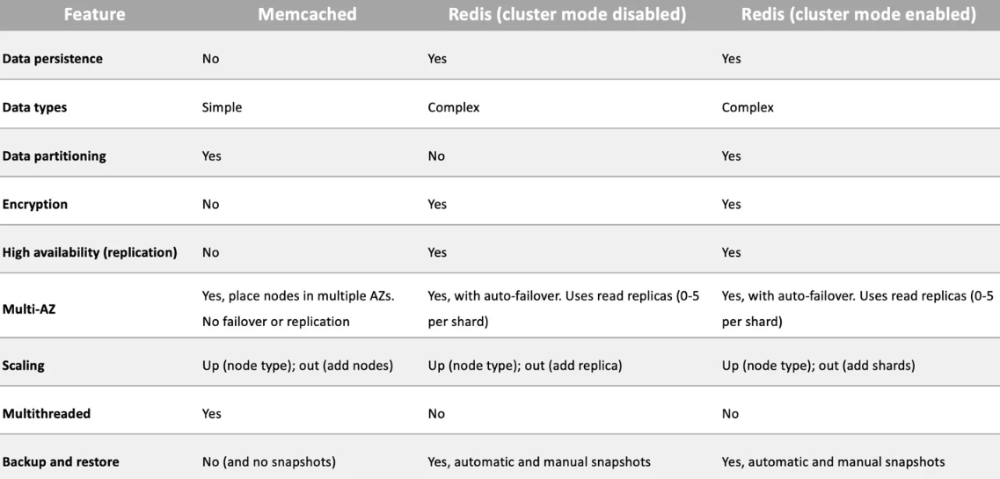 Feature Memcached Redis (cluster mode disabled) Redis (cluster mode enabled)
Data persistence No Yes Yes
Data types Simple Complex Complex
Data partitioning Yes No Yes
Encryption No Yes Yes
High availability (replication) No Yes Yes
Multi-AZ Yes, place nodes in multiple AZs. Yes, with auto-failover. Uses read replicas (0-5 Yes, with auto-failover. Uses read replicas (0-5
No failover or replication per shard) per shard)
Scaling Up (node type); out (add nodes) Up (node type); out (add replica) Up (node type); out (add shards)
Multithreaded Yes No No
Backup and restore No (and no snapshots) Yes, automatic and manual snapshots Yes, automatic and manual snapshots